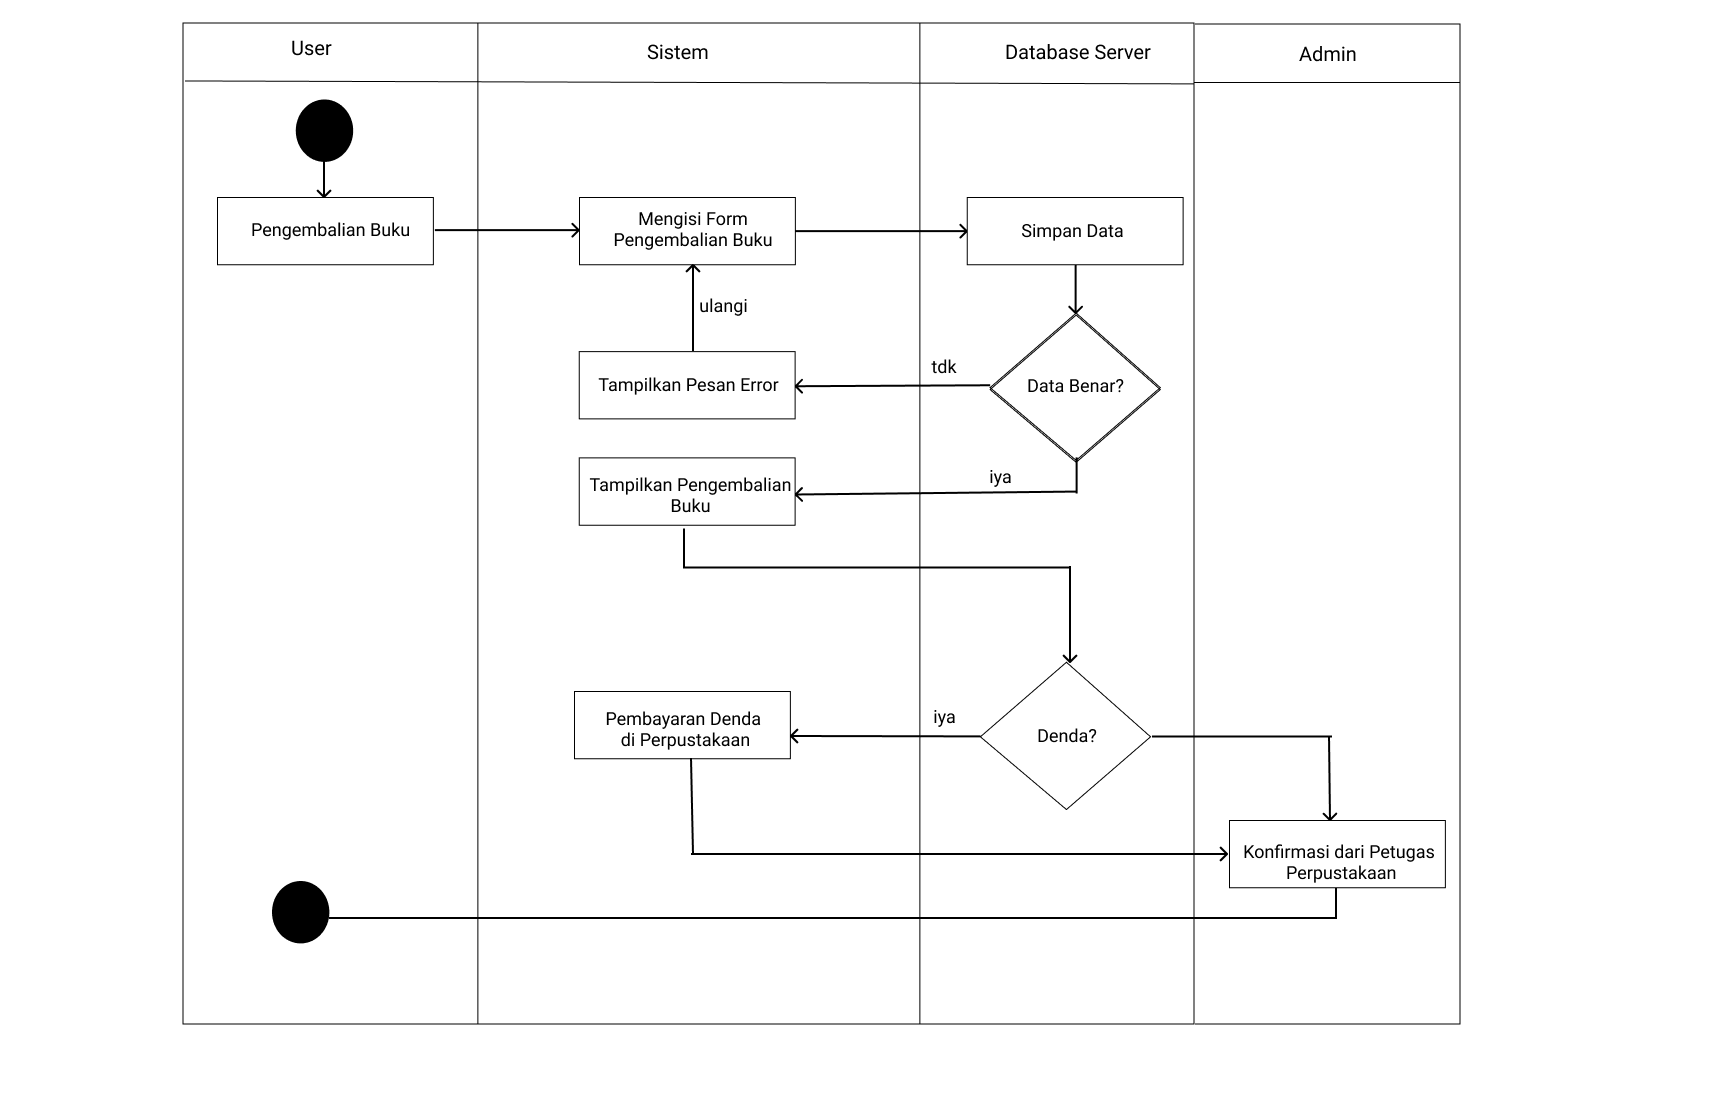 User
Sistem
Database Server
Admin
Pengembalian Buku
Mengisi Form
Pengembalian Buku
Simpan Data
ulangi
Tampilkan Pesan Error
tdk
Data Benar?
Tampilkan Pengembalian
Buku
iya
Pembayaran Denda
di Perpustakaan
iya
Denda?
Konfirmasi dari Petugas
Perpustakaan